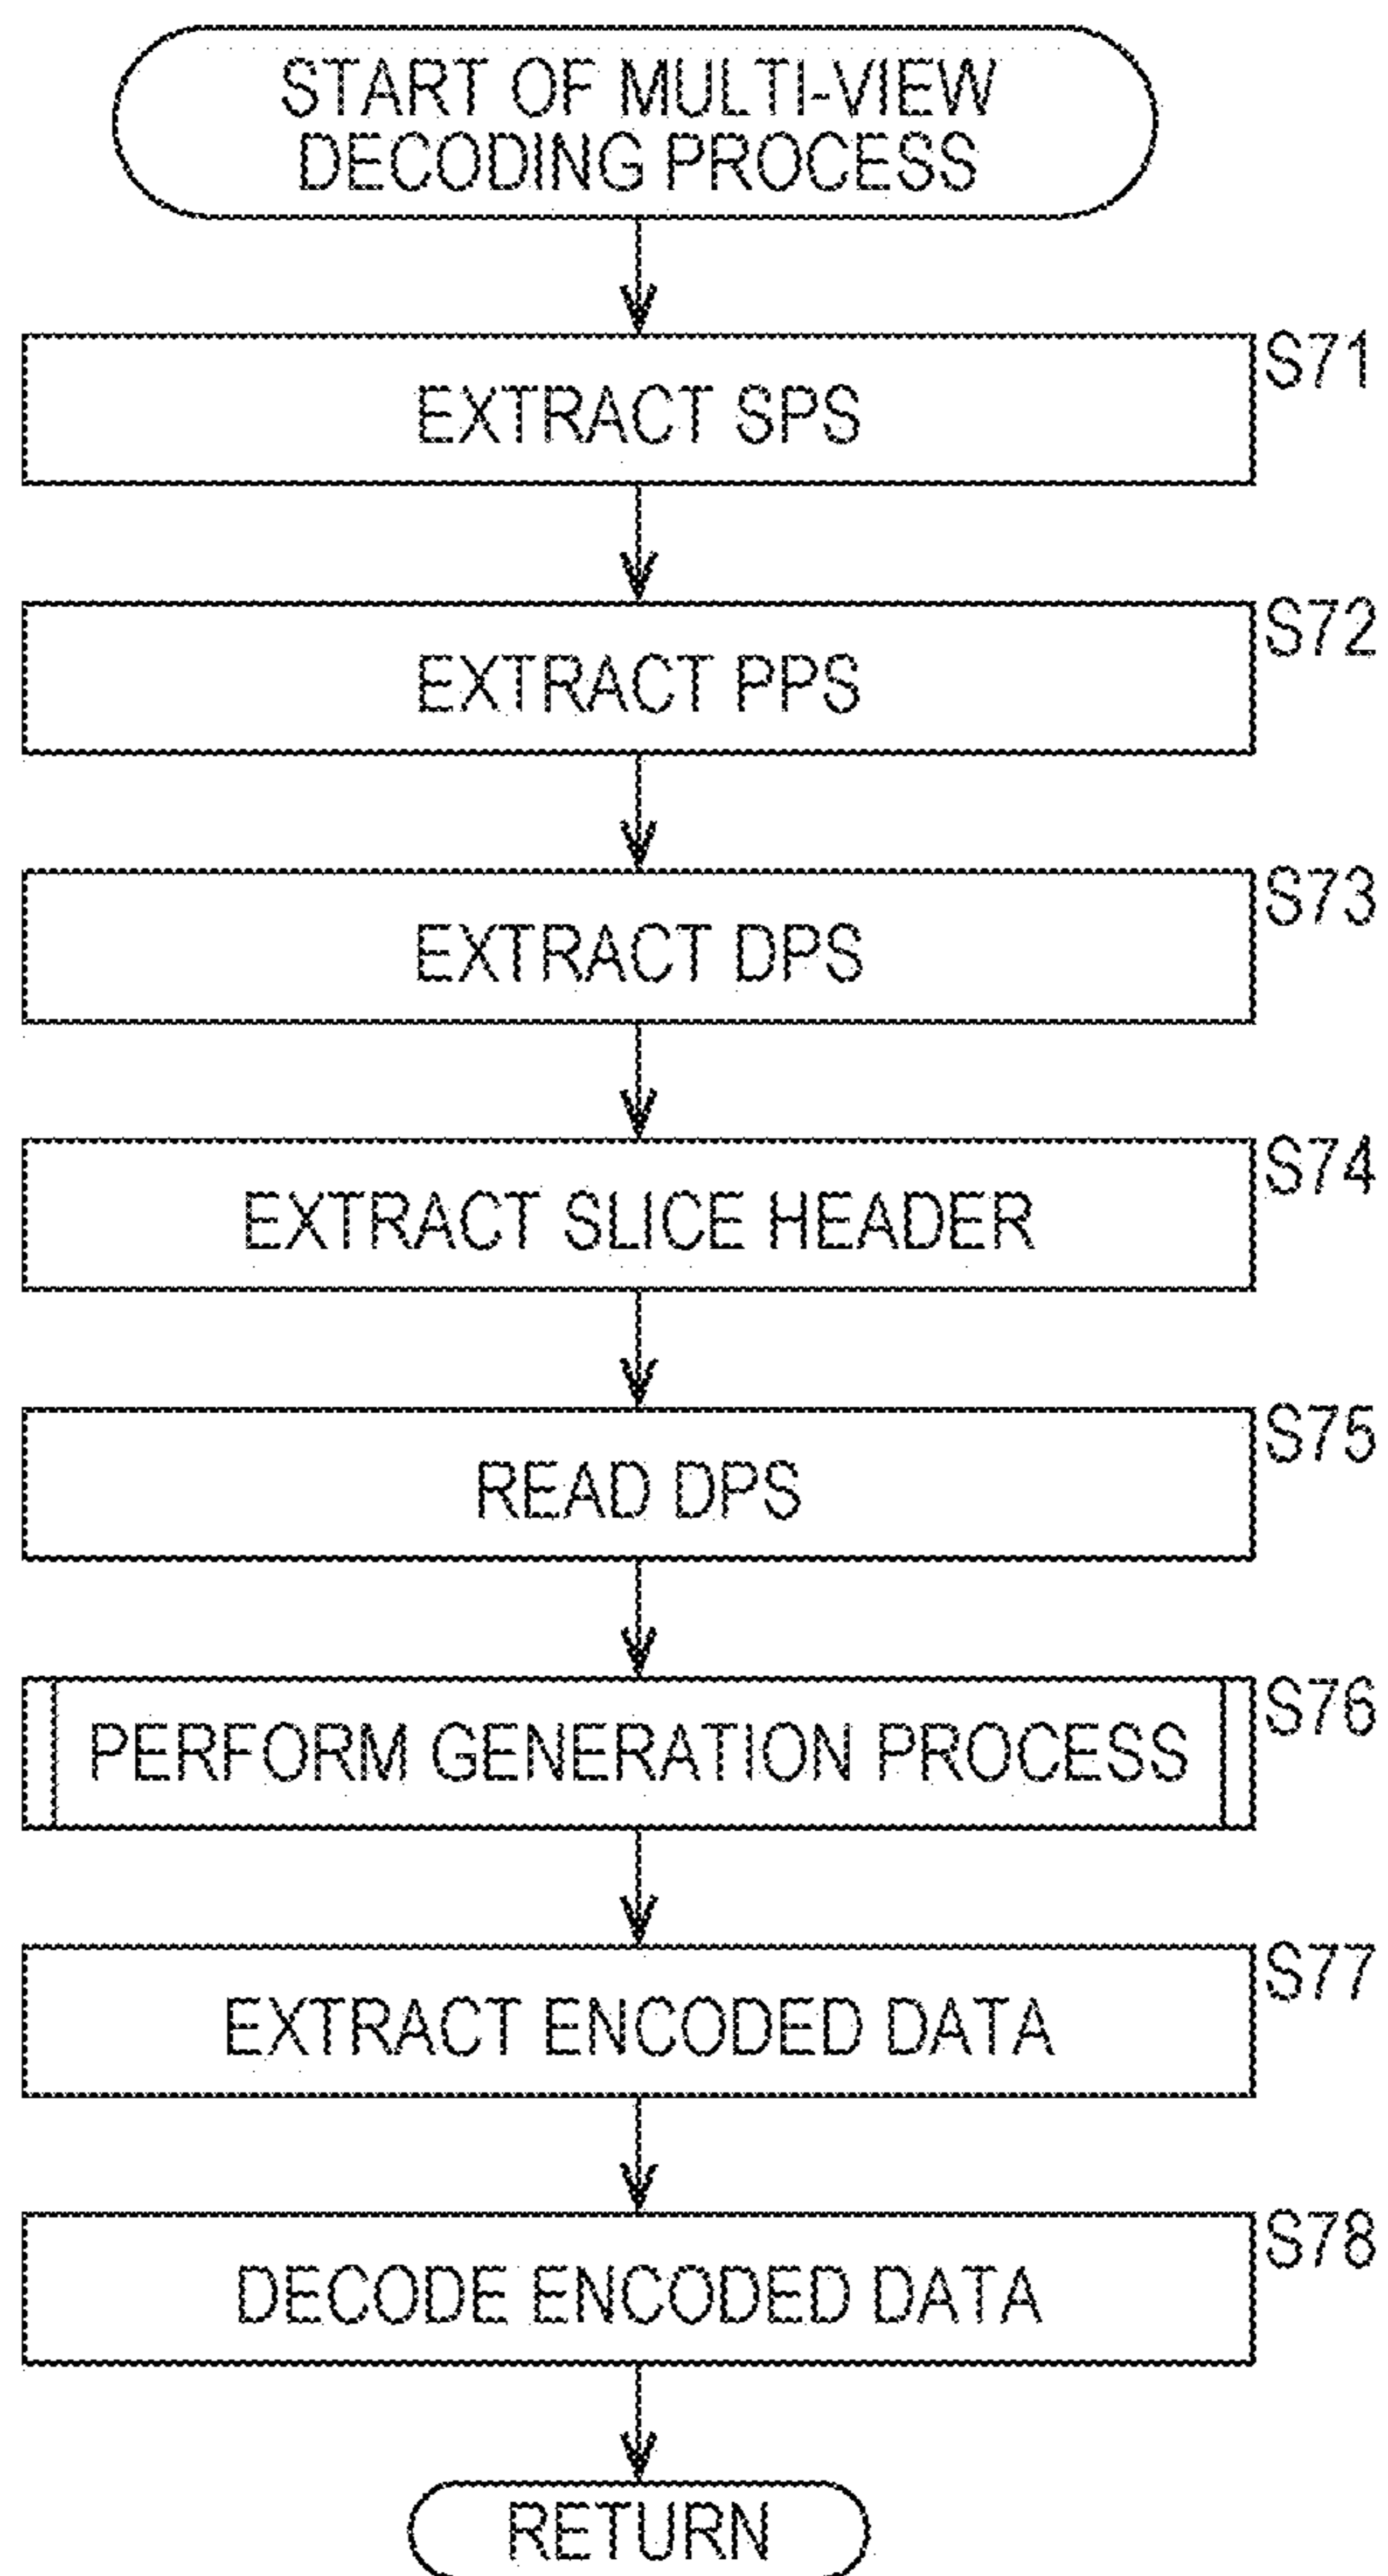 START OF MULTI-VIEW
DECODING PROCESS
S71
EXTRACT SPS
S72
EXTRACT PPS
S73
EXTRACT DPS
S74
EXTRACT SLICE HEADER
S75
READ DPS
S76
PERFORM GENERATION PROCESS
S77
EXTRACT ENCODED DATA
S78
DECODE ENCODED DATA
RETURN